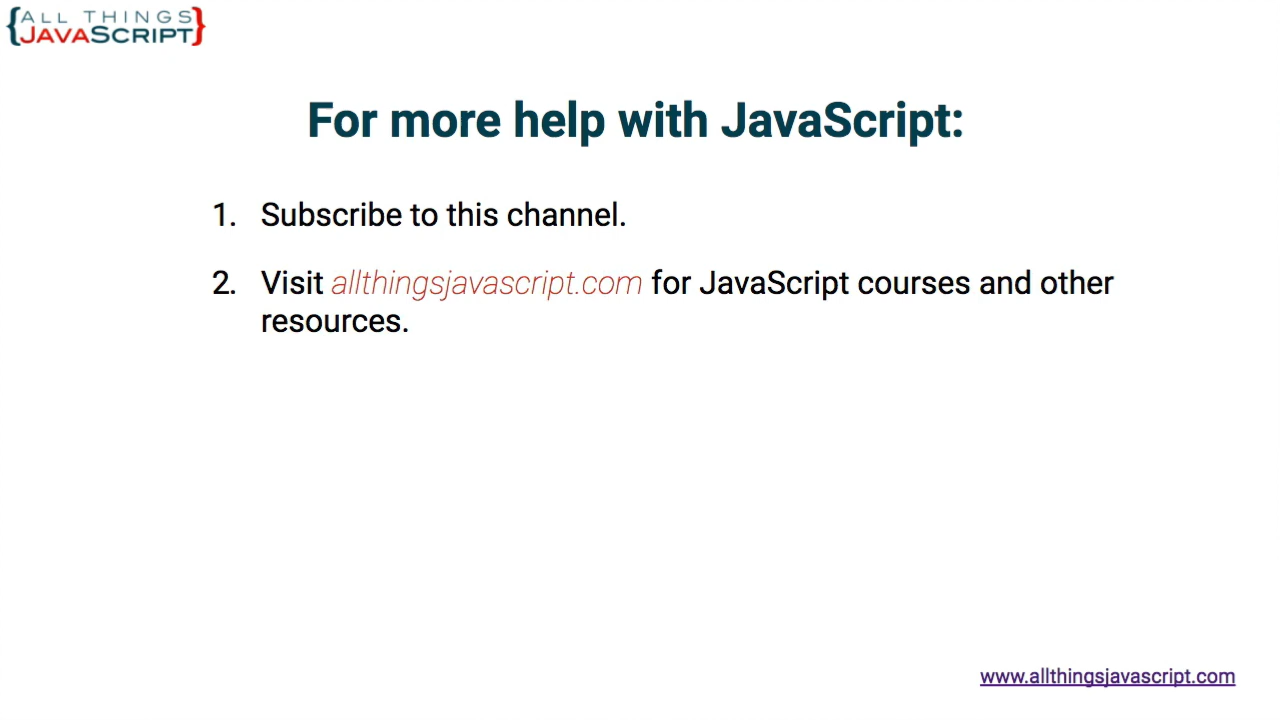 {ALL THINGS
JAVASCRIPT}
For more help with JavaScript:
1. Subscribe to this channel.
2. Visit allthingsjavascript.com for JavaScript courses and other
resources.
www.allthingsjavascript.com